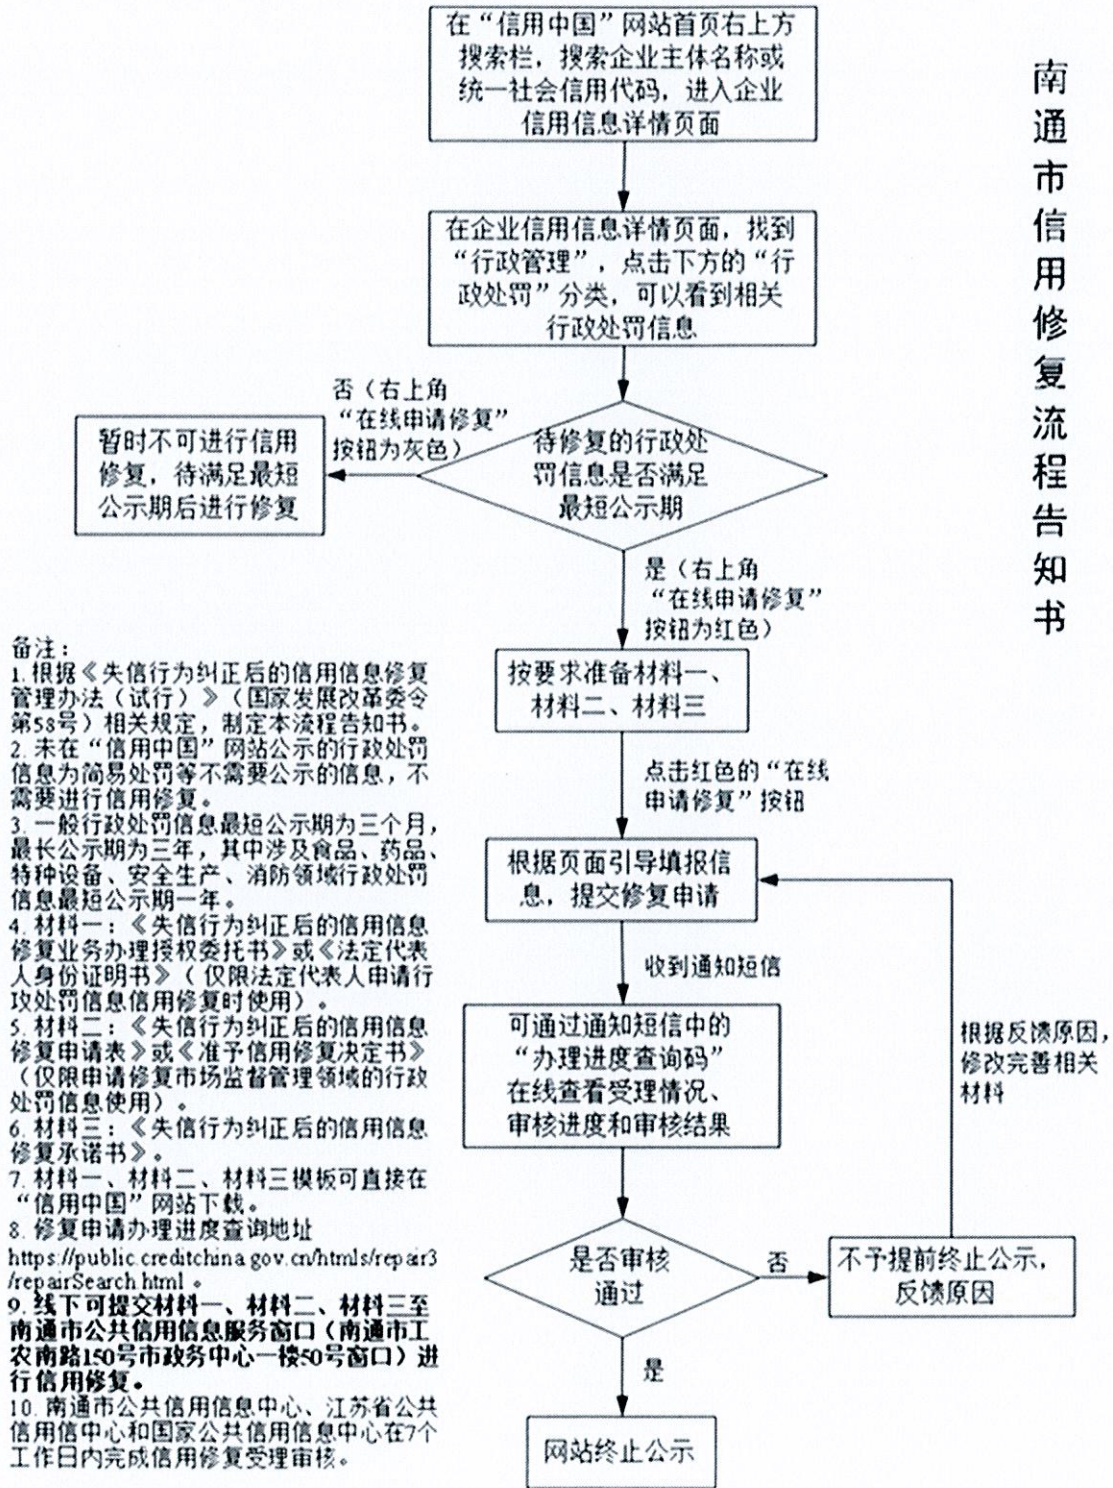 南通市信用修复流程告知书
在“信用中国”网站首页右上方
搜索栏，搜索企业主体名称或
统一社会信用代码，进入企业
信用信息详情页面
在企业信用信息详情页面，找到
“行政管理”，点击下方的“行
政处罚”分类，可以看到相关
行政处罚信息
待修复的行政处
罚信息是否满足
最短公示期
否（右上角
“在线申请修复”
按钮为灰色）
暂时不可进行信用
修复，待满足最短
公示期后进行修复
是（右上角
“在线申请修复”
按钮为红色）
按要求准备材料一、
材料二、材料三
点击红色的“在线
申请修复”按钮
根据页面引导填报信
息，提交修复申请
收到通知短信
可通过通知短信中的
“办理进度查询码”
在线查看受理情况、
审核进度和审核结果
是否审核
通过
否
不予提前终止公示，
反馈原因
根据反馈原因，
修改完善相关
材料
是
网站终止公示
备注：
1. 根据《失信行为纠正后的信用信息修复
管理办法（试行）》（国家发展改革委令
第58号）相关规定，制定本流程告知书。
2. 未在“信用中国”网站公示的行政处罚
信息为简易处罚等不需要公示的信息，不
需要进行信用修复。
3. 一般行政处罚信息最短公示期为三个月，
最长公示期为三年，其中涉及食品、药品、
特种设备、安全生产、消防领域行政处罚
信息最短公示期一年。
4. 材料一：《失信行为纠正后的信用信息
修复业务办理授权委托书》或《法定代表
人身份证明书》（仅限法定代表人申请行
政处罚信息信用修复时使用）。
5. 材料二：《失信行为纠正后的信用信息
修复申请表》或《准予信用修复决定书》
（仅限申请修复市场监督管理领域的行政
处罚信息使用）。
6. 材料三：《失信行为纠正后的信用信息
修复承诺书》。
7. 材料一、材料二、材料三模板可直接在
“信用中国”网站下载。
8. 修复申请办理进度查询地址
https://public.creditchina.gov.cn/htmls/repair3
/repairSearch.html 。
9. 线下可提交材料一、材料二、材料三至
南通市公共信用信息服务窗口（南通市工
农南路150号市政务中心一楼50号窗口）进
行信用修复。
10. 南通市公共信用信息中心、江苏省公共
信用信中心和国家公共信用信息中心在7个
工作日内完成信用修复受理审核。